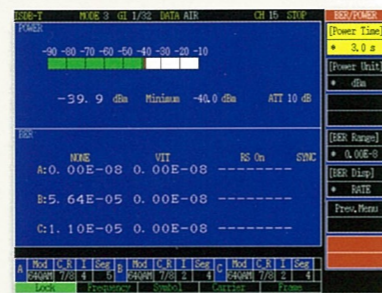 ISDB-T MODE 3 GI 1/32 DATA AIR CH 15 STOP BER/POWER
POWER
-90 -80 -70 -60 -50 -40 -30 -20 -10
-39. 9 dBm Minimum -40.0 dBm ATT 10 dB
BER
NONE VIT RS On SYNC
A:0. 00E-08 0. 00E-08 --------
B:5. 64E-05 0. 00E-08 --------
C:1. 10E-05 0. 00E-08 --------
A Mod C_R I Seg B Mod C_R I Seg C Mod C_R I Seg
64QAM 7/8 4 5 64QAM 7/8 2 4 64QAM 7/8 2 4
Lock Frequency Symbol Carrier Frame
[Power Time]
* 3.0 s
[Power Unit]
* dBm
[BER Range]
* 0.00E-8
[BER Disp]
* RATE
Prev. Menu